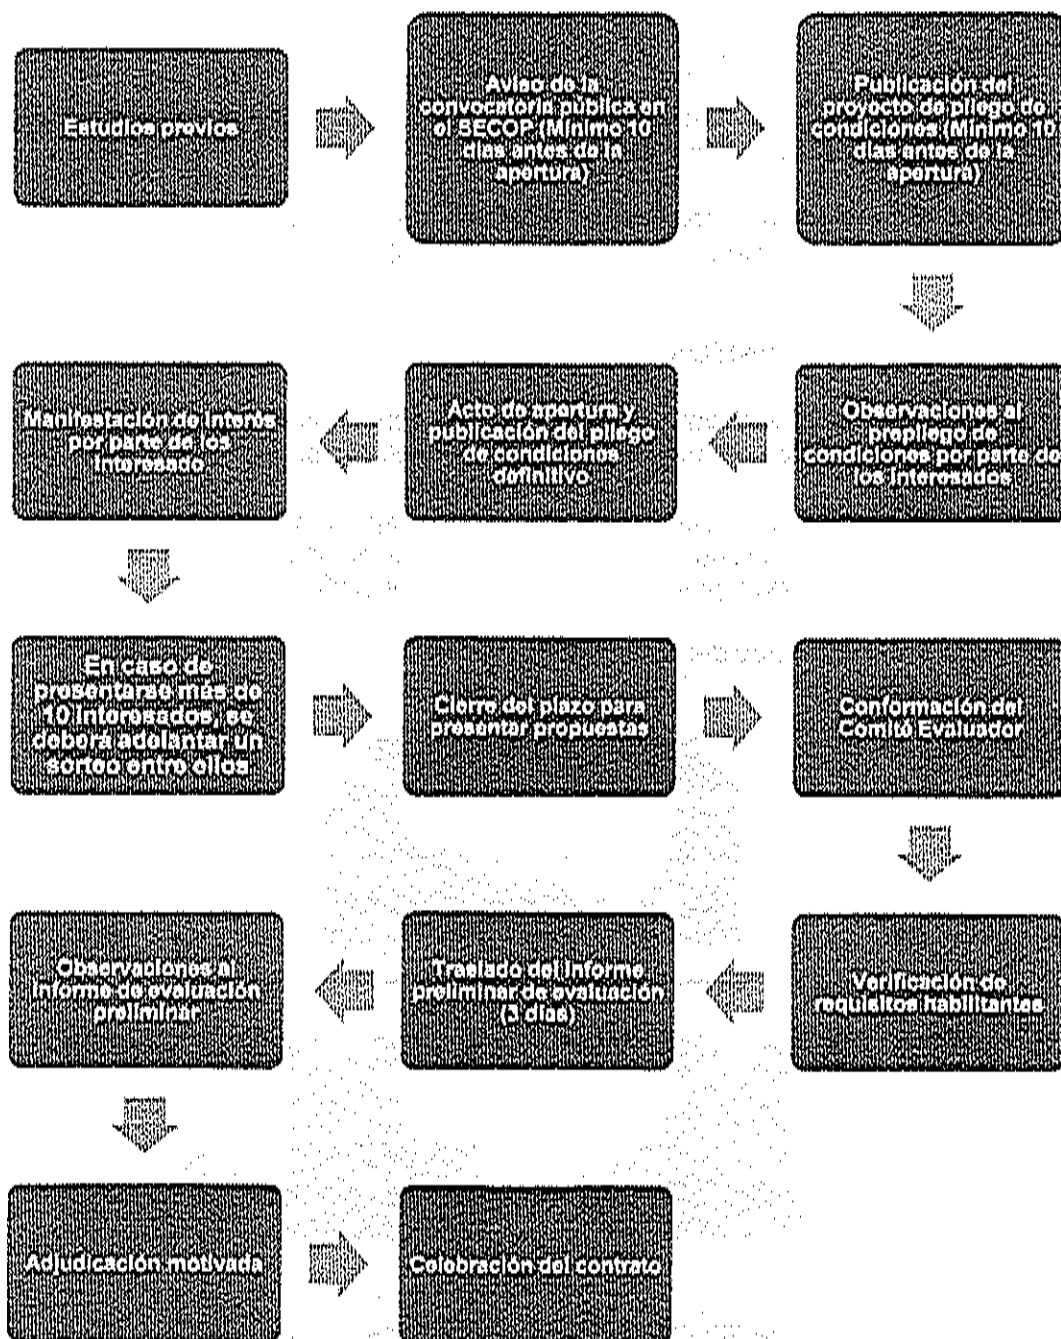 Estudios previos
Aviso de la
convocatoria pública en
el SECOP (Mínimo 10
días antes de la
apertura)
Publicación del
proyecto de pliego de
condiciones (Mínimo 10
días antes de la
apertura)
Observaciones al
prepliego de
condiciones por parte de
los interesados
Acto de apertura y
publicación del pliego
de condiciones
definitivo
Manifestación de interés
por parte de los
interesado
En caso de
presentarse más de
10 interesados, se
deberá adelantar un
sorteo entre ellos
Cierre del plazo para
presentar propuestas
Conformación del
Comité Evaluador
Verificación de
requisitos habilitantes
Traslado del informe
preliminar de evaluación
(3 días)
Observaciones al
informe de evaluación
preliminar
Adjudicación motivada
Celebración del contrato